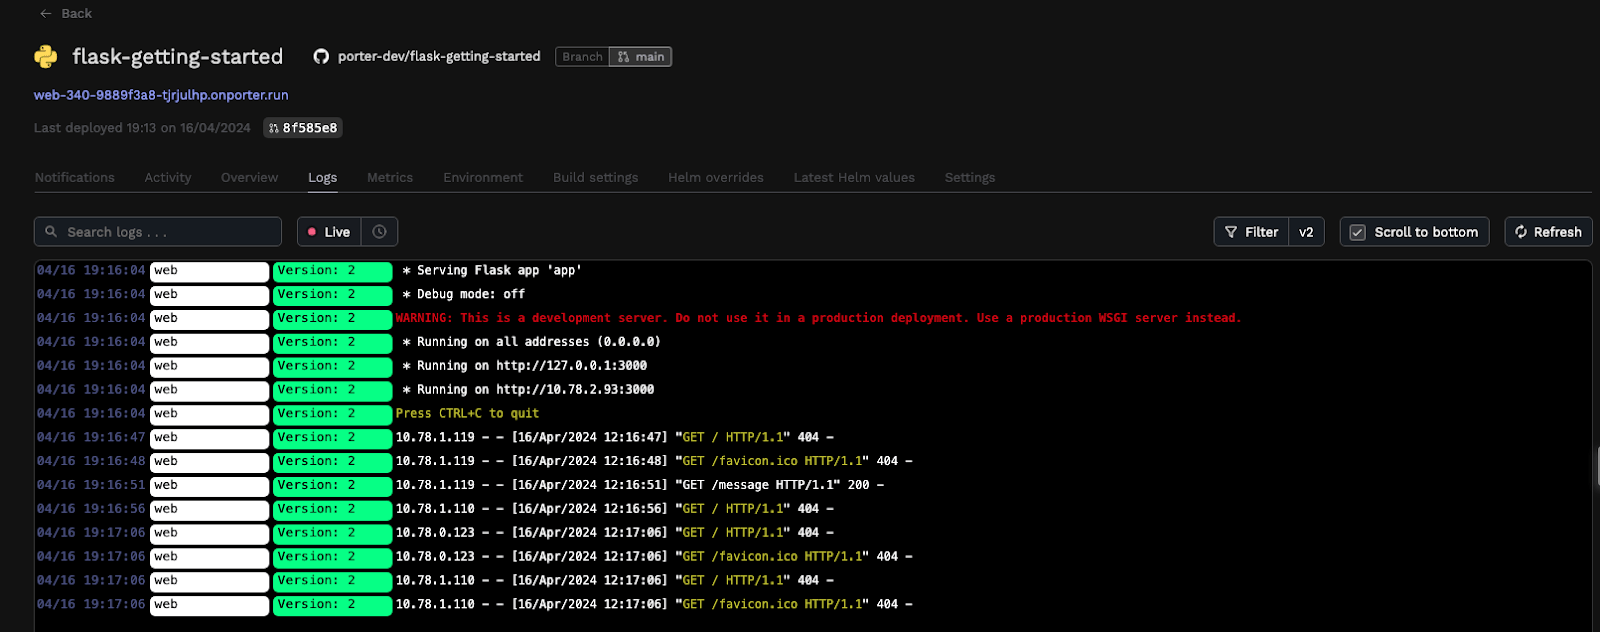 ← Back
flask-getting-started porter-dev/flask-getting-started Branch main
web-340-9889f3a8-tjrjulhp.onporter.run
Last deployed 19:13 on 16/04/2024 8f585e8
Notifications Activity Overview Logs Metrics Environment Build settings Helm overrides Latest Helm values Settings
Search logs . . . Live Filter v2 Scroll to bottom Refresh
04/16 19:16:04 web Version: 2 * Serving Flask app 'app'
04/16 19:16:04 web Version: 2 * Debug mode: off
04/16 19:16:04 web Version: 2 WARNING: This is a development server. Do not use it in a production deployment. Use a production WSGI server instead.
04/16 19:16:04 web Version: 2 * Running on all addresses (0.0.0.0)
04/16 19:16:04 web Version: 2 * Running on http://127.0.0.1:3000
04/16 19:16:04 web Version: 2 * Running on http://10.78.2.93:3000
04/16 19:16:04 web Version: 2 Press CTRL+C to quit
04/16 19:16:47 web Version: 2 10.78.1.119 - - [16/Apr/2024 12:16:47] "GET / HTTP/1.1" 404 -
04/16 19:16:48 web Version: 2 10.78.1.119 - - [16/Apr/2024 12:16:48] "GET /favicon.ico HTTP/1.1" 404 -
04/16 19:16:51 web Version: 2 10.78.1.119 - - [16/Apr/2024 12:16:51] "GET /message HTTP/1.1" 200 -
04/16 19:16:56 web Version: 2 10.78.1.110 - - [16/Apr/2024 12:16:56] "GET / HTTP/1.1" 404 -
04/16 19:17:06 web Version: 2 10.78.0.123 - - [16/Apr/2024 12:17:06] "GET / HTTP/1.1" 404 -
04/16 19:17:06 web Version: 2 10.78.0.123 - - [16/Apr/2024 12:17:06] "GET /favicon.ico HTTP/1.1" 404 -
04/16 19:17:06 web Version: 2 10.78.1.110 - - [16/Apr/2024 12:17:06] "GET / HTTP/1.1" 404 -
04/16 19:17:06 web Version: 2 10.78.1.110 - - [16/Apr/2024 12:17:06] "GET /favicon.ico HTTP/1.1" 404 -